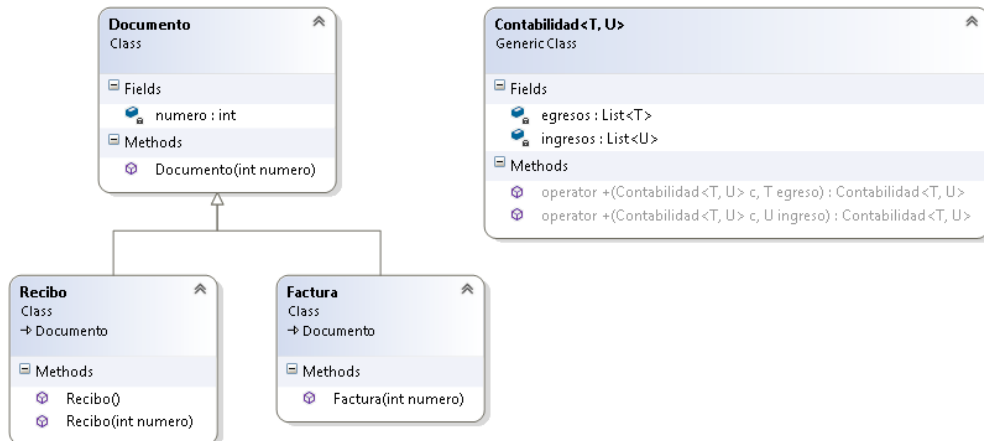 Documento
Class
Fields
numero : int
Methods
Documento(int numero)
Contabilidad<T, U>
Generic Class
Fields
egresos : List<T>
ingresos : List<U>
Methods
operator +(Contabilidad<T, U> c, T egreso) : Contabilidad<T, U>
operator +(Contabilidad<T, U> c, U ingreso) : Contabilidad<T, U>
Recibo
Class
Documento
Methods
Recibo()
Recibo(int numero)
Factura
Class
Documento
Methods
Factura(int numero)